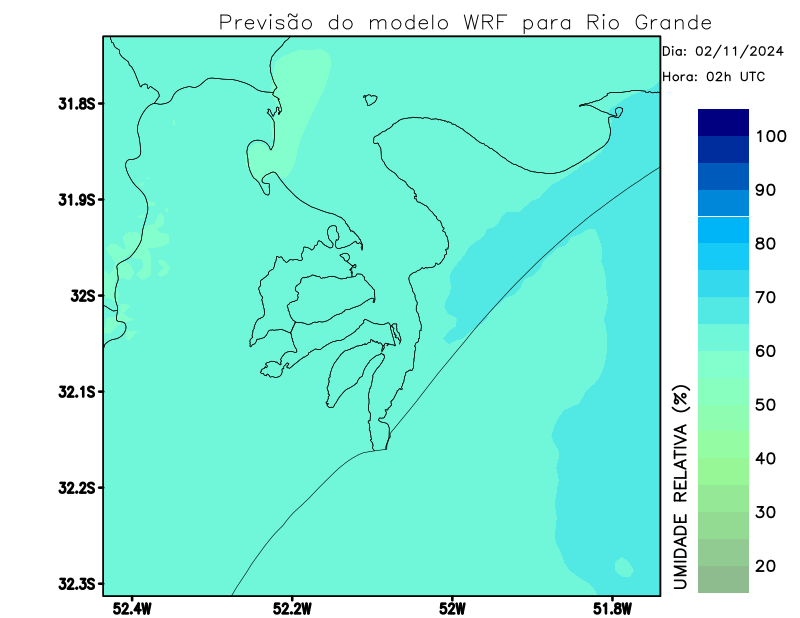 Previsão do modelo WRF para Rio Grande
Dia: 02/11/2024
Hora: 02h UTC
31.8S
31.9S
32S
32.1S
32.2S
32.3S
52.4W
52.2W
52W
51.8W
100
90
80
70
60
50
40
30
20
UMIDADE RELATIVA (%)